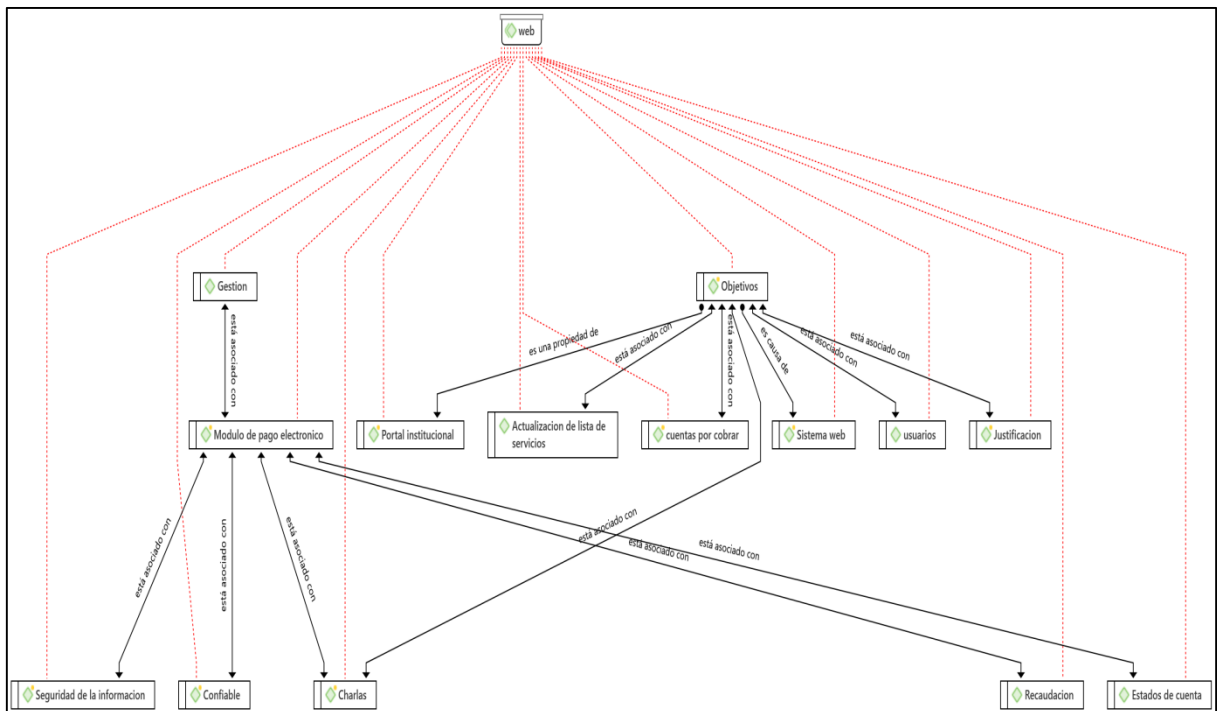 web
Gestion
Objetivos
es una propiedad de
está asociado con
está asociado con
es causa de
está asociado con
está asociado con
está asociado con
Modulo de pago electronico
Portal institucional
Actualizacion de lista de
servicios
cuentas por cobrar
Sistema web
usuarios
Justificacion
está asociado con
está asociado con
está asociado con
está asociado con
está asociado con
está asociado con
Seguridad de la informacion
Confiable
Charlas
Recaudacion
Estados de cuenta